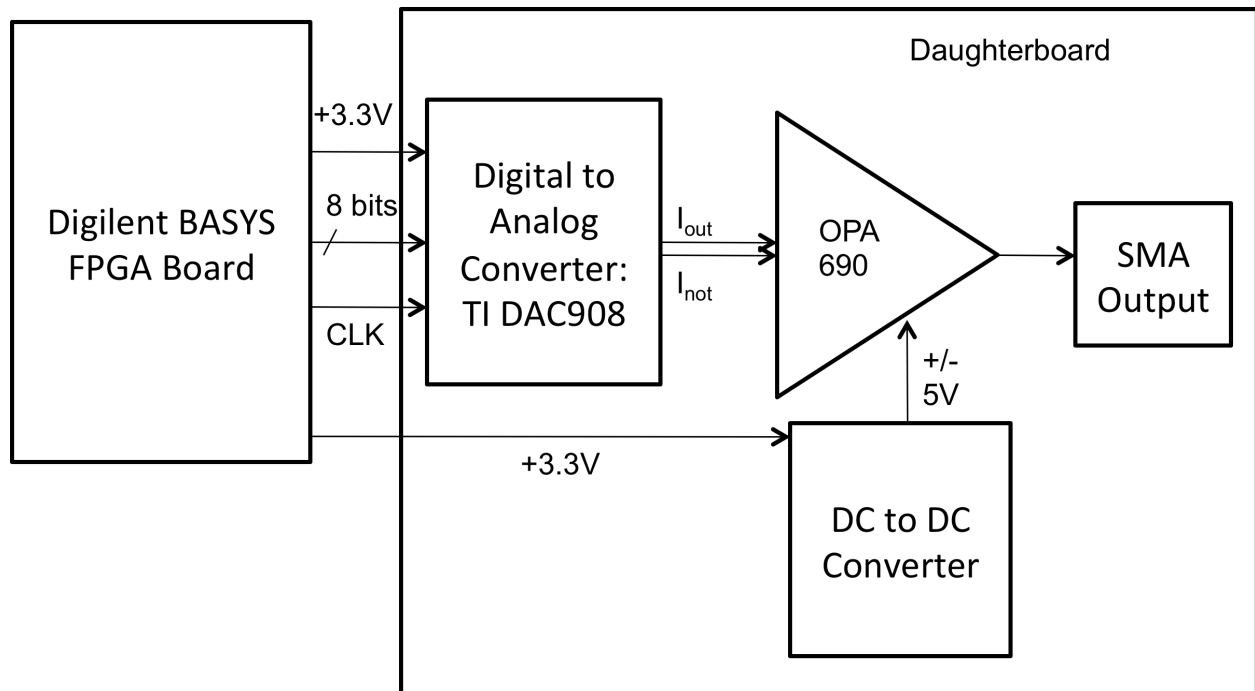 Daughterboard
Digilent BASYS
FPGA Board
+3.3V
8 bits
CLK
Digital to
Analog
Converter:
TI DAC908
Iout
Inot
OPA
690
SMA
Output
+/-
5V
+3.3V
DC to DC
Converter